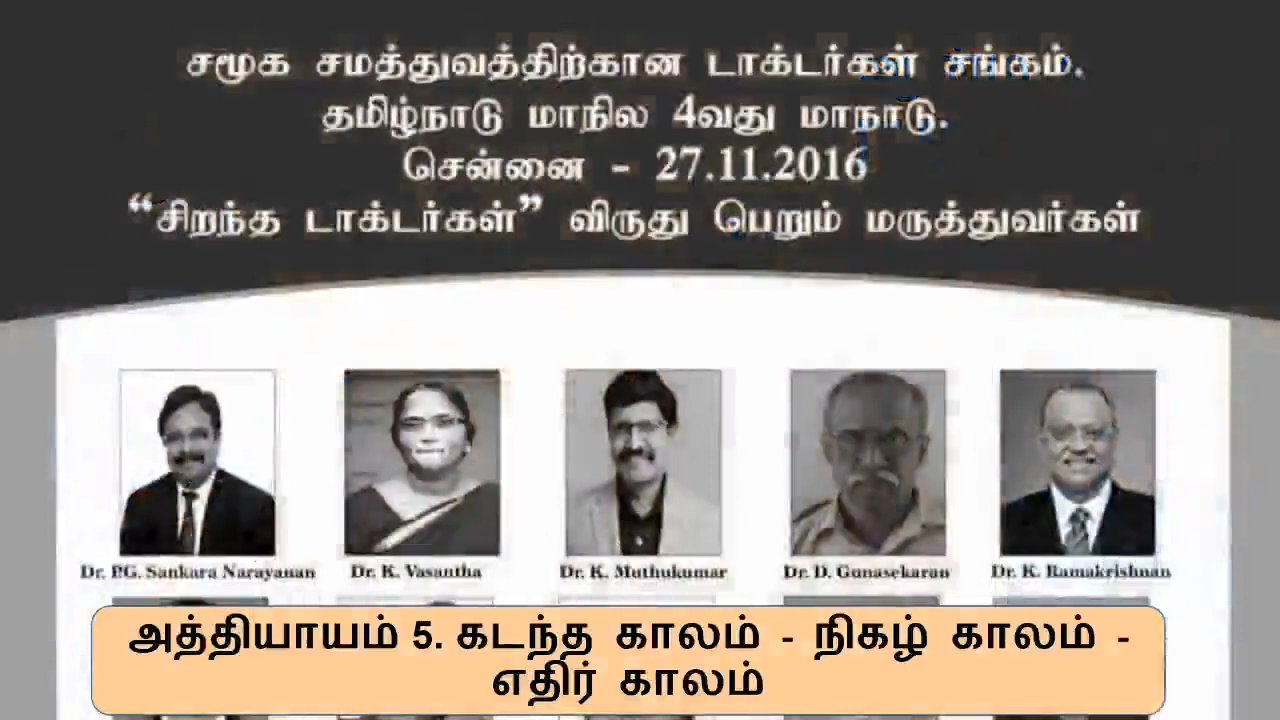 சமூக சமத்துவத்திற்கான டாக்டர்கள் சங்கம்.
தமிழ்நாடு மாநில 4வது மாநாடு.
சென்னை - 27.11.2016
“சிறந்த டாக்டர்கள்” விருது பெறும் மருத்துவர்கள்
Dr. P.G. Sankara Narayanan
Dr. K. Vasantha
Dr. K. Muthukumar
Dr. D. Gunasekaran
Dr. K. Ramakrishnan
அத்தியாயம் 5. கடந்த காலம் - நிகழ் காலம் -
எதிர் காலம்